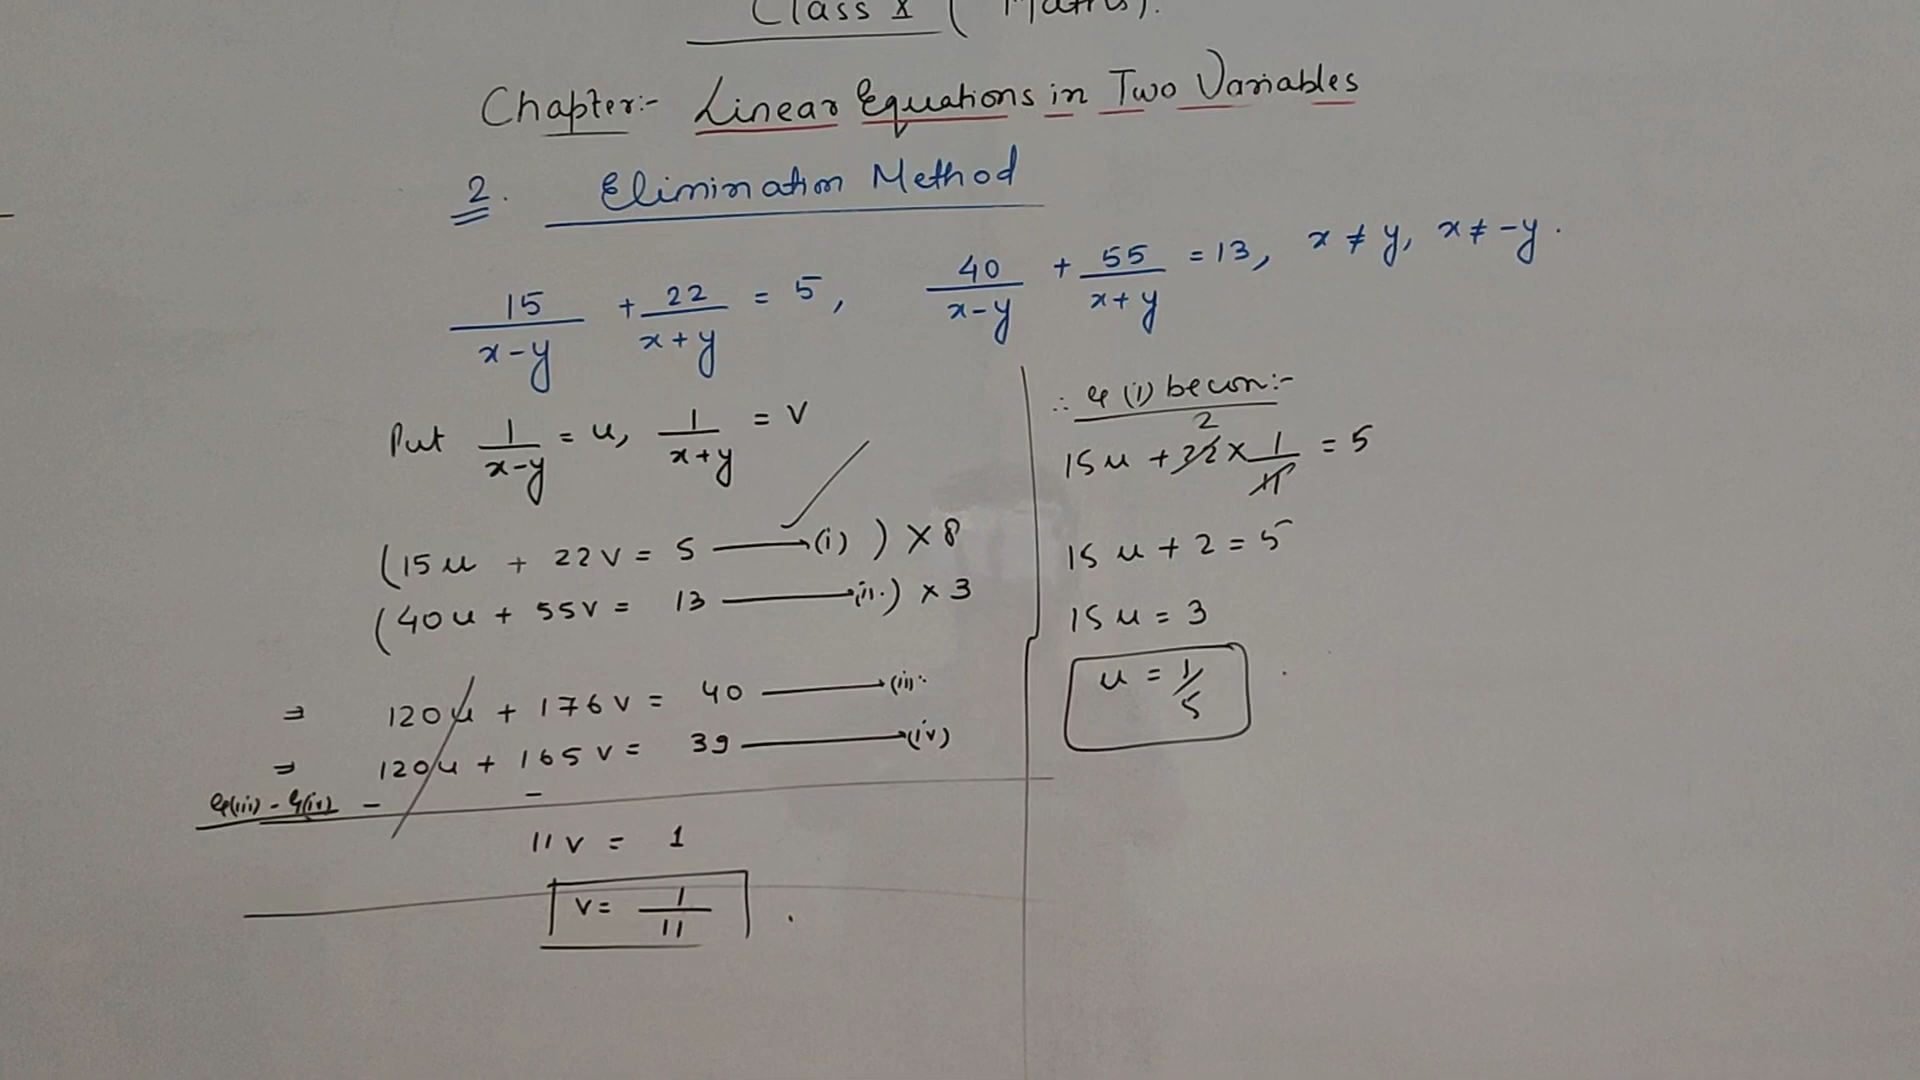 Class X (Maths).
Chapter:- Linear Equations in Two Variables
2. Elimination Method
15/(x-y) + 22/(x+y) = 5, 40/(x-y) + 55/(x+y) = 13, x ≠ y, x ≠ -y.
Put 1/(x-y) = u, 1/(x+y) = v
(15u + 22v = 5 → (i) ) × 8
(40u + 55v = 13 → (ii.) × 3
⇒ 120u + 176v = 40 → (iii)
⇒ 120u + 165v = 39 → (iv)
Eq(iii) - Eq(iv) - -
11v = 1
v = 1/11 .
∴ Eq (i) becom:-
2
15u + 22 × 1/11 = 5
15u + 2 = 5
15u = 3
u = 1/5